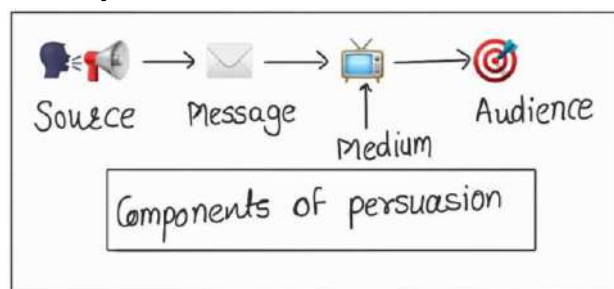 Source
Message
Medium
Audience
Components of persuasion